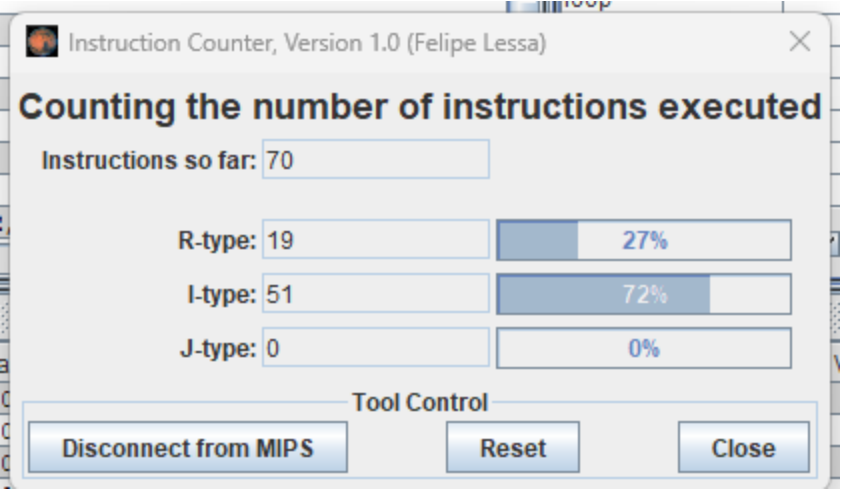 loop
Instruction Counter, Version 1.0 (Felipe Lessa)
Counting the number of instructions executed
Instructions so far: 70
R-type: 19 27%
I-type: 51 72%
J-type: 0 0%
Tool Control
Disconnect from MIPS Reset Close